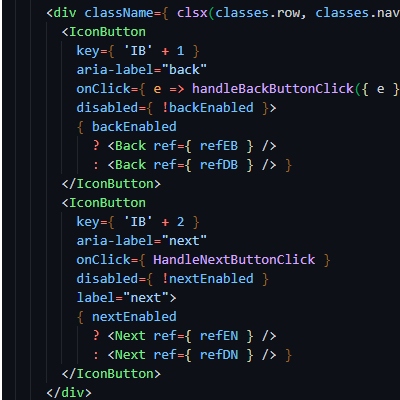 <div className={ clsx(classes.row, classes.nav
<IconButton
key={ 'IB' + 1 }
aria-label="back"
onClick={ e => handleBackButtonClick({ e }
disabled={ !backEnabled }>
{ backEnabled
? <Back ref={ refEB } />
: <Back ref={ refDB } /> }
</IconButton>
<IconButton
key={ 'IB' + 2 }
aria-label="next"
onClick={ HandleNextButtonClick }
disabled={ !nextEnabled }
label="next">
{ nextEnabled
? <Next ref={ refEN } />
: <Next ref={ refDN } /> }
</IconButton>
</div>